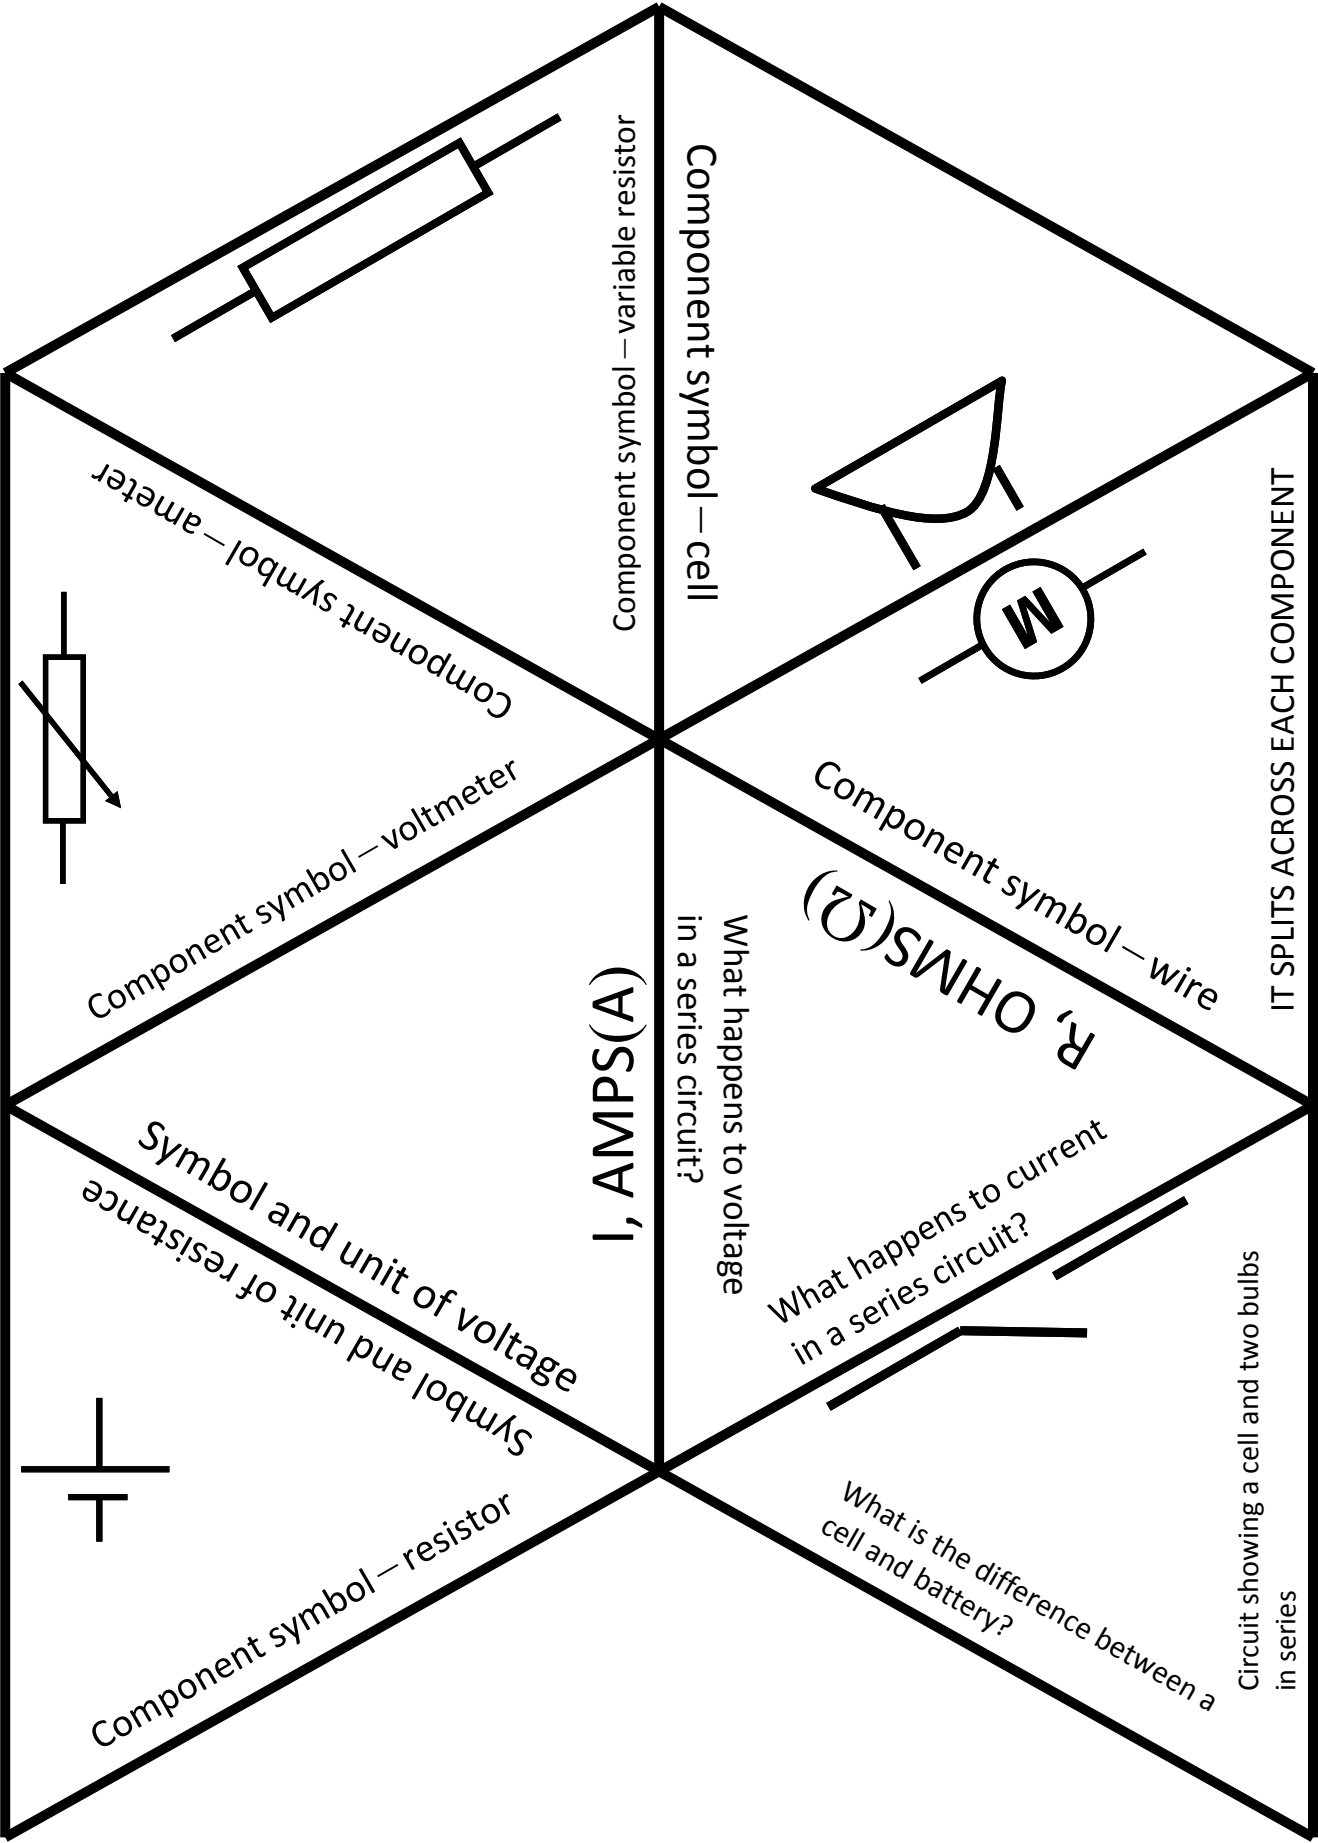 Component symbol – variable resistor
Component symbol – cell
Component symbol – ameter
M
IT SPLITS ACROSS EACH COMPONENT
Component symbol – voltmeter
Component symbol – wire
I, AMPS(A)
What happens to voltage
in a series circuit?
R, OHMS(Ω)
What happens to current
in a series circuit?
Symbol and unit of voltage
Symbol and unit of resistance
Component symbol – resistor
What is the difference between a
cell and battery?
Circuit showing a cell and two bulbs
in series